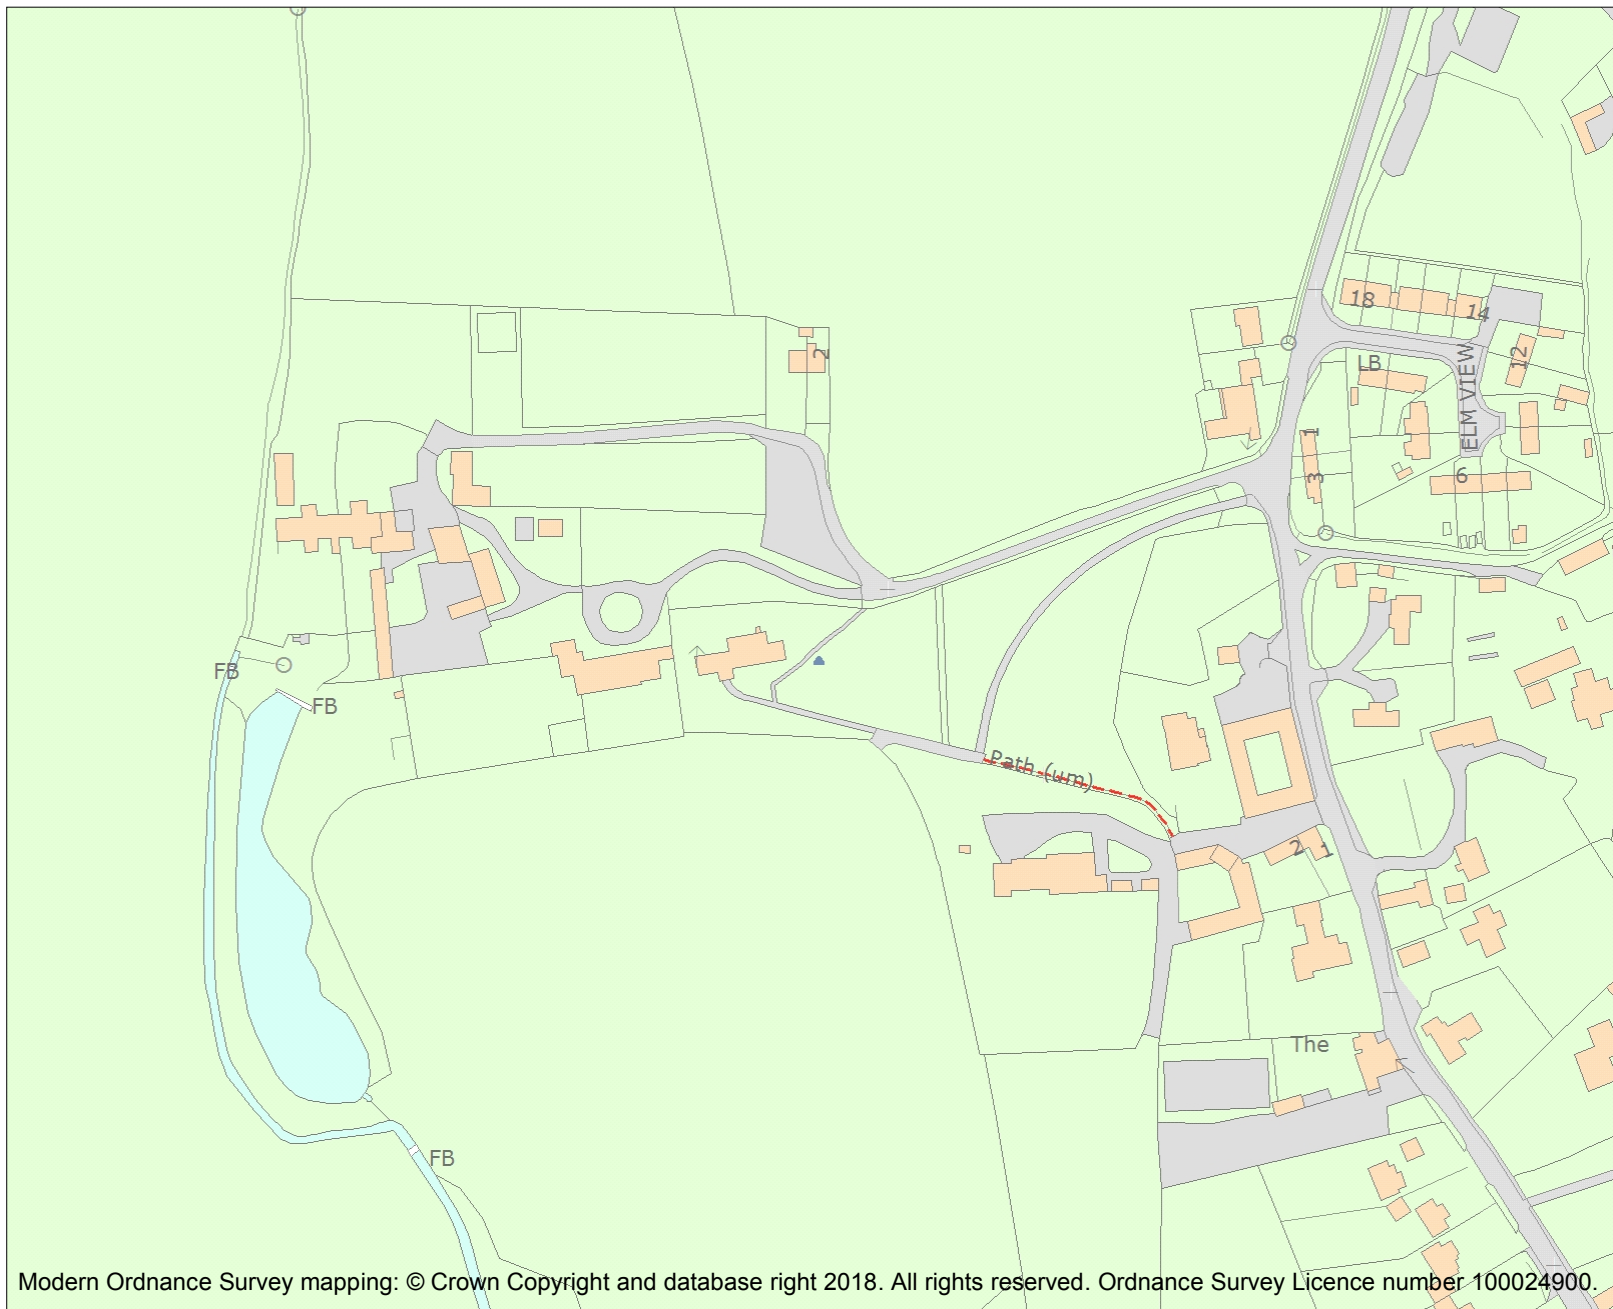 18
14
2
LB
12
ELM VIEW
1
3
6
FB
FB
Path (um)
2
1
The
FB
Modern Ordnance Survey mapping: © Crown Copyright and database right 2018. All rights reserved. Ordnance Survey Licence number 100024900.